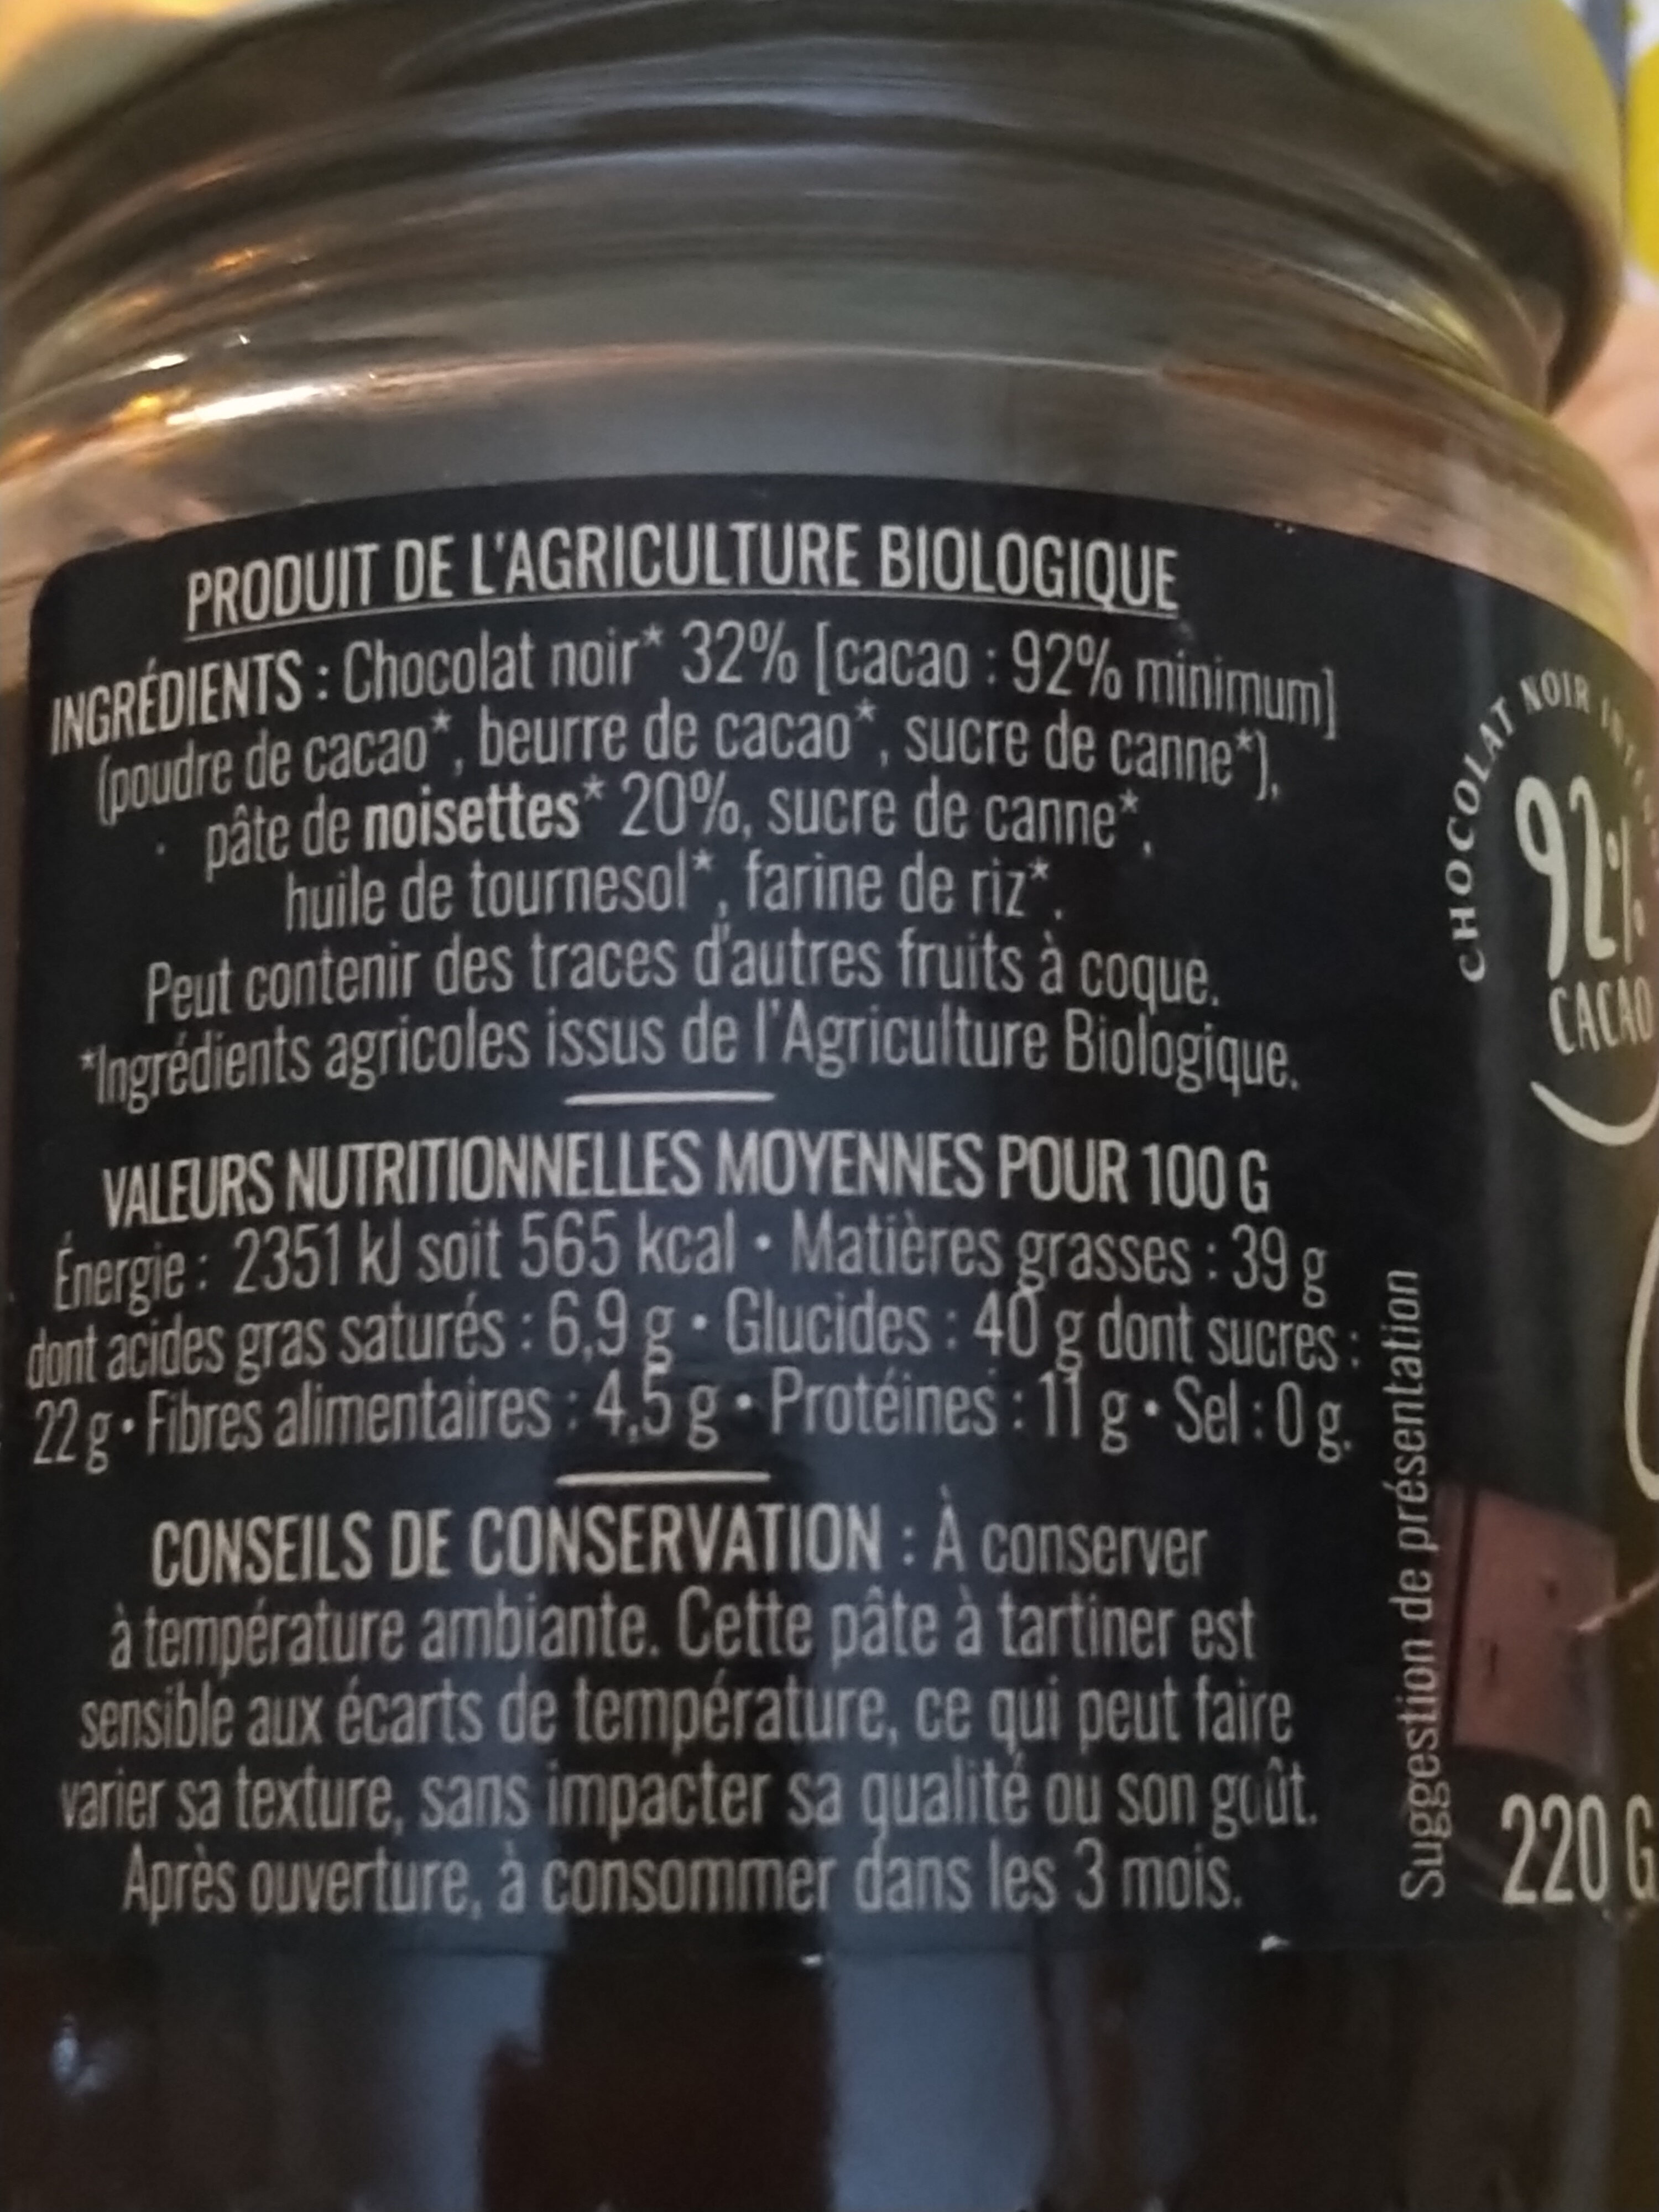 PRODUIT DE L'AGRICULTURE BIOLOGIQUE
INGRÉDIENTS : Chocolat noir* 32% [cacao : 92% minimum]
(poudre de cacao*, beurre de cacao*, sucre de canne*),
pâte de noisettes* 20%, sucre de canne*,
huile de tournesol*, farine de riz*.
Peut contenir des traces d'autres fruits à coque.
*Ingrédients agricoles issus de l'Agriculture Biologique.
VALEURS NUTRITIONNELLES MOYENNES POUR 100 G
Énergie : 2351 kJ soit 565 kcal • Matières grasses : 39 g
dont acides gras saturés : 6,9 g • Glucides : 40 g dont sucres :
22 g • Fibres alimentaires : 4,5 g • Protéines : 11 g • Sel : 0 g.
CONSEILS DE CONSERVATION : À conserver
à température ambiante. Cette pâte à tartiner est
sensible aux écarts de température, ce qui peut faire
varier sa texture, sans impacter sa qualité ou son goût.
Après ouverture, à consommer dans les 3 mois.
Suggestion de présentation
CHOCOLAT NOIR
92%
CACAO
220 G